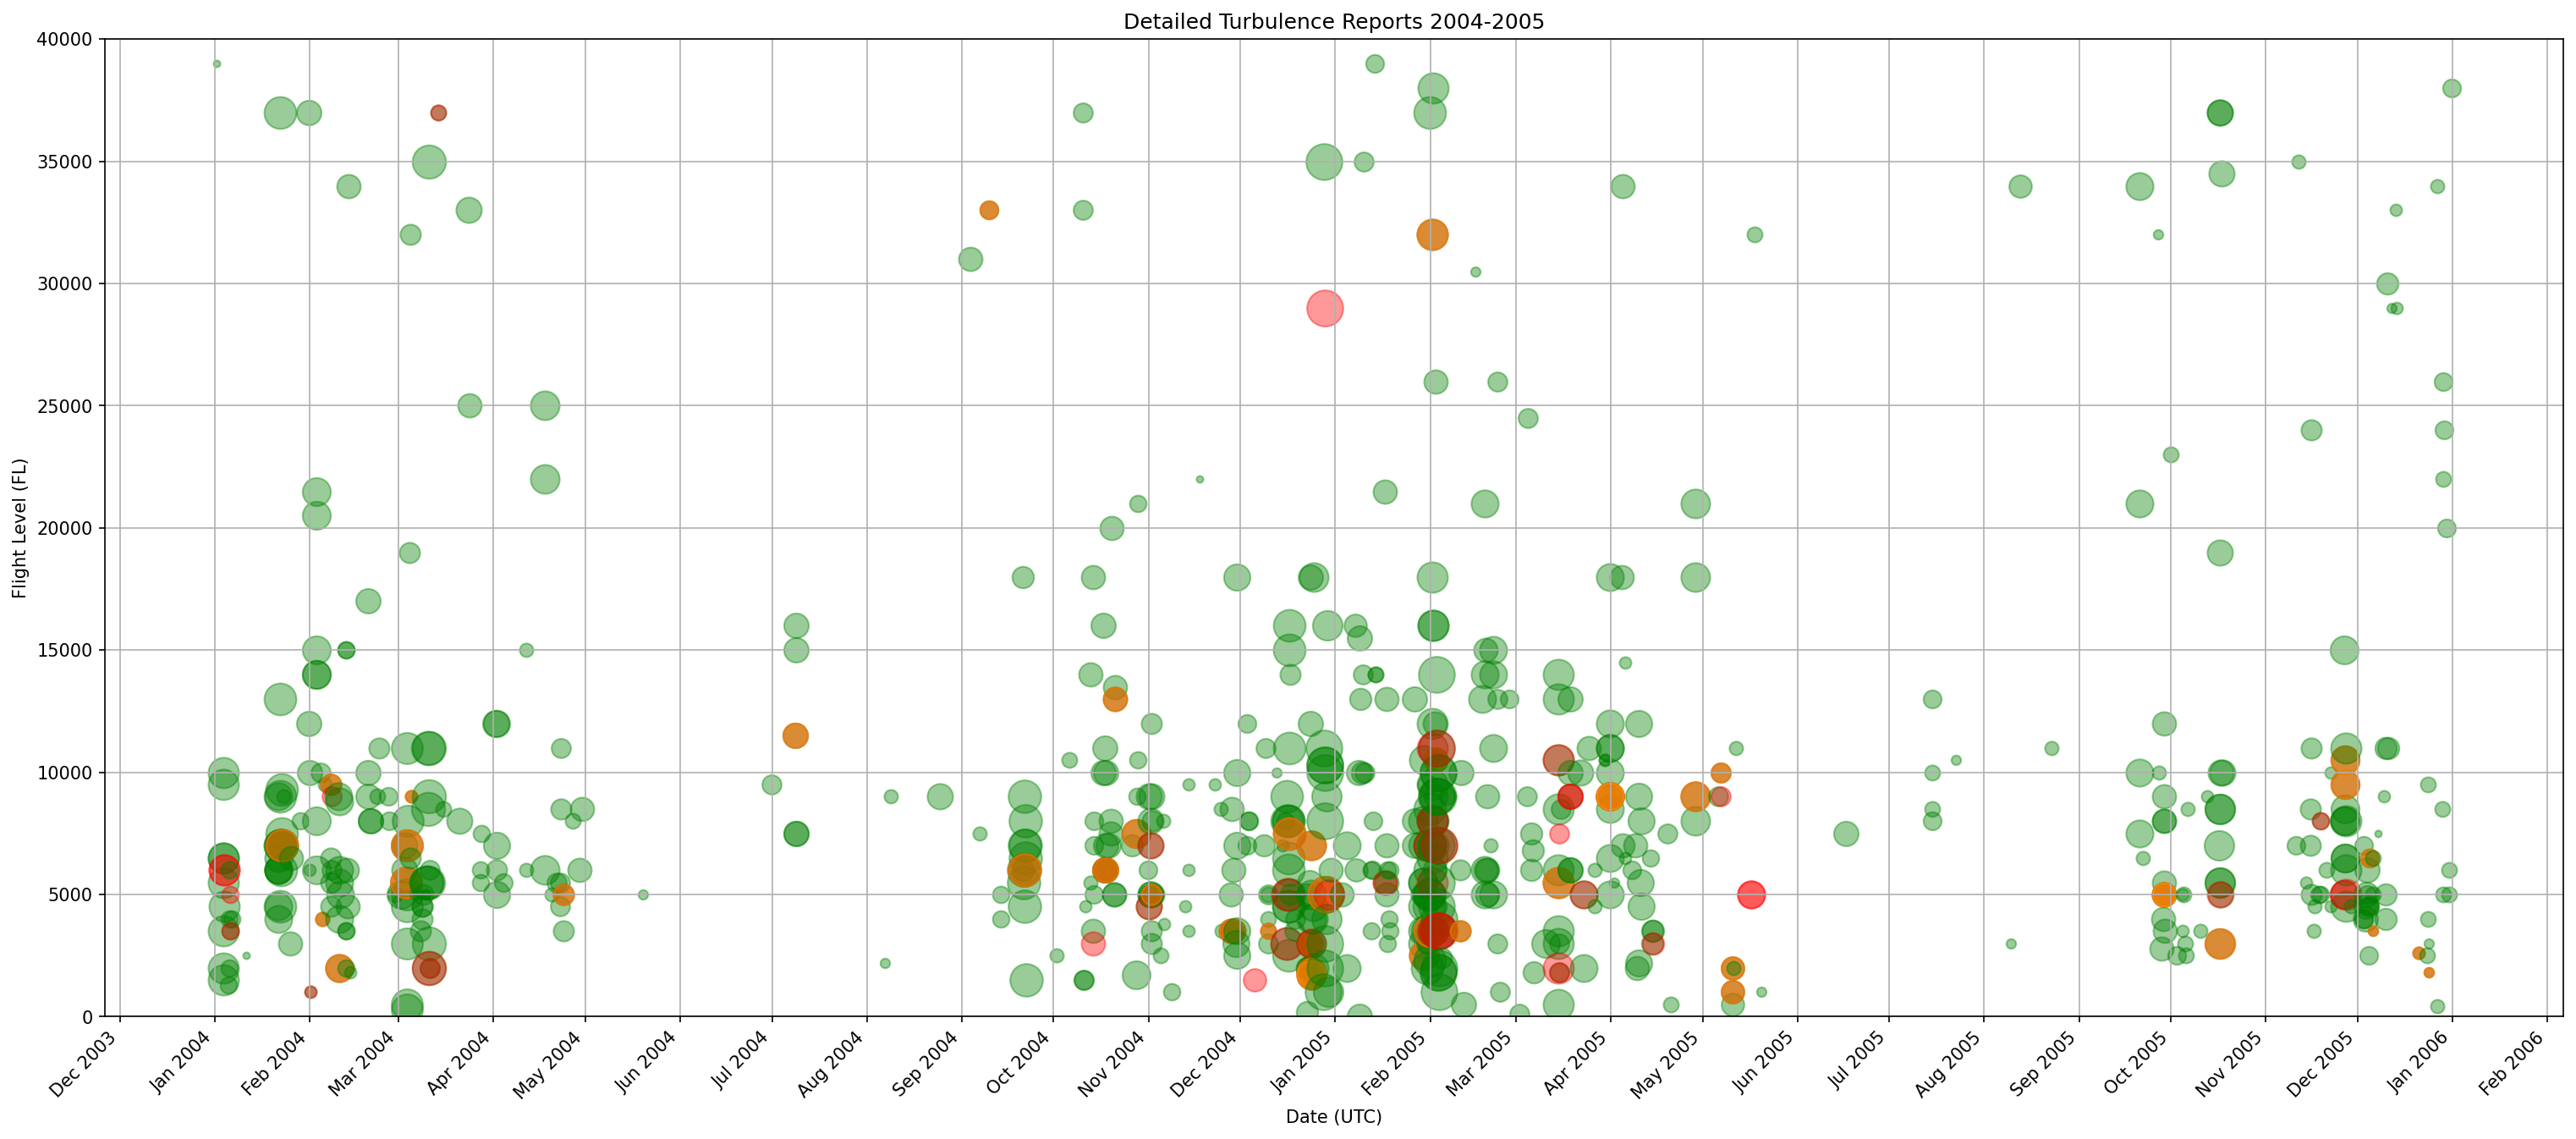 Detailed Turbulence Reports 2004-2005
Flight Level (FL)
40000
35000
30000
25000
20000
15000
10000
5000
0
Dec 2003
Jan 2004
Feb 2004
Mar 2004
Apr 2004
May 2004
Jun 2004
Jul 2004
Aug 2004
Sep 2004
Oct 2004
Nov 2004
Dec 2004
Jan 2005
Feb 2005
Mar 2005
Apr 2005
May 2005
Jun 2005
Jul 2005
Aug 2005
Sep 2005
Oct 2005
Nov 2005
Dec 2005
Jan 2006
Feb 2006
Date (UTC)